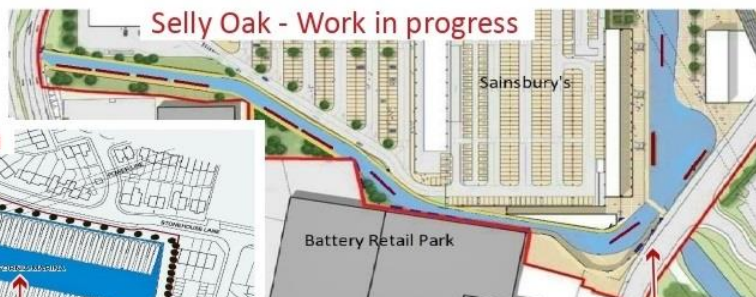 Selly Oak - Work in progress
Sainsbury's
Battery Retail Park
STONEHOUSE LANE